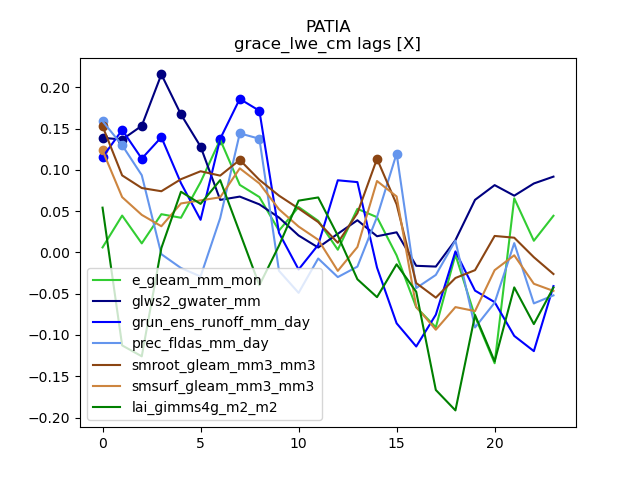 PATIA
grace_lwe_cm lags [X]
0.20
0.15
0.10
0.05
0.00
−0.05
−0.10
−0.15
−0.20
e_gleam_mm_mon
glws2_gwater_mm
grun_ens_runoff_mm_day
prec_fldas_mm_day
smroot_gleam_mm3_mm3
smsurf_gleam_mm3_mm3
lai_gimms4g_m2_m2
0 5 10 15 20